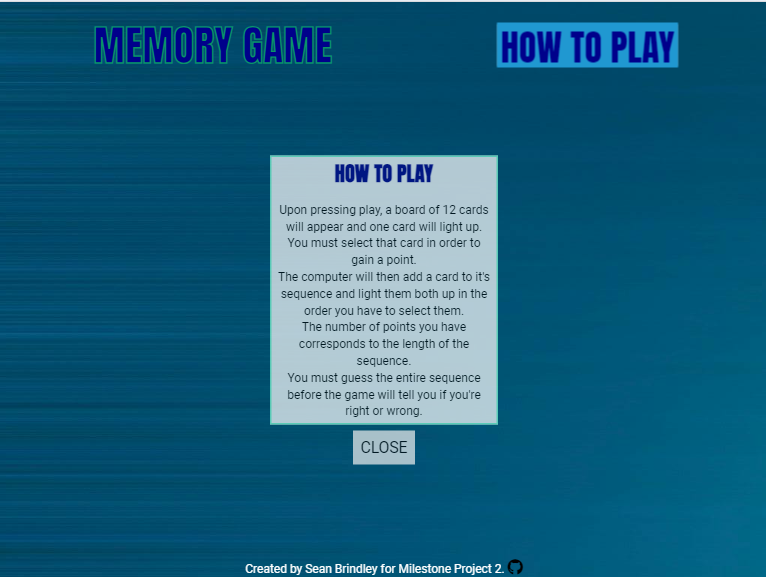 MEMORY GAME
HOW TO PLAY
HOW TO PLAY
Upon pressing play, a board of 12 cards
will appear and one card will light up.
You must select that card in order to
gain a point.
The computer will then add a card to it's
sequence and light them both up in the
order you have to select them.
The number of points you have
corresponds to the length of the
sequence.
You must guess the entire sequence
before the game will tell you if you're
right or wrong.
CLOSE
Created by Sean Brindley for Milestone Project 2.